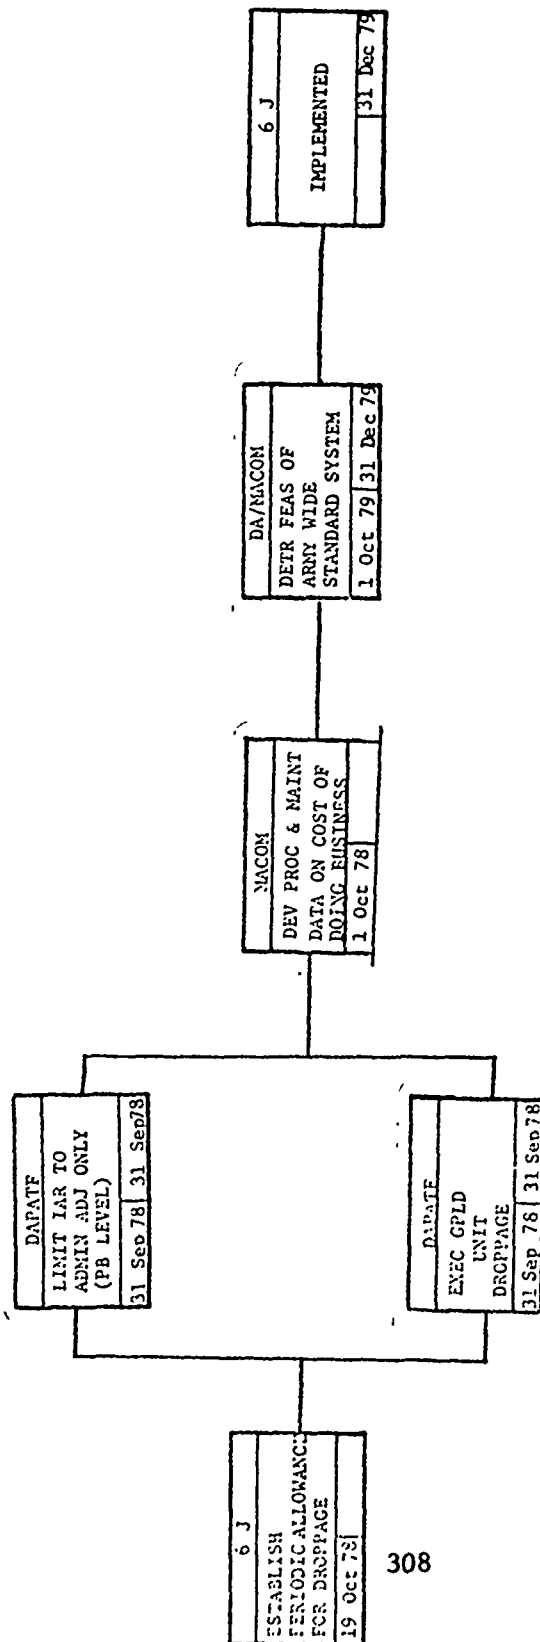 6 J
ESTABLISH
PERIODIC ALLOWANCE
FOR DROPPAGE
19 Oct 78
DAPATF
LIMIT IAR TO
ADMIN ADJ ONLY
(PB LEVEL)
31 Sep 78 31 Sep78
DAPATF
EXEC GPLD
UNIT
DROPPAGE
31 Sep 78 31 Sep 78
MACOM
DEV PROC & MAINT
DATA ON COST OF
DOING BUSINESS
1 Oct 78
DA/MACOM
DETR FEAS OF
ARMY WIDE
STANDARD SYSTEM
1 Oct 79 31 Dec 79
6 J
IMPLEMENTED
31 Dec 79
308